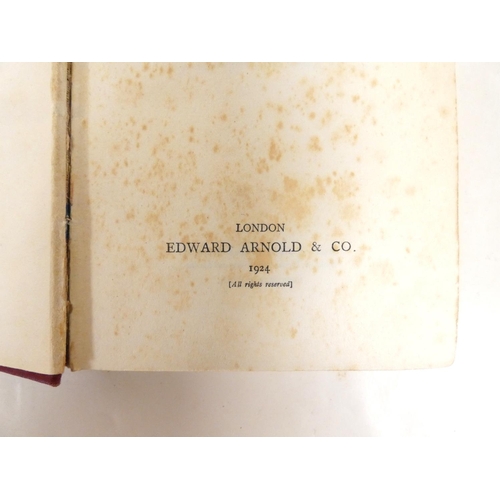 LONDON
EDWARD ARNOLD & CO.
1924
[All rights reserved]